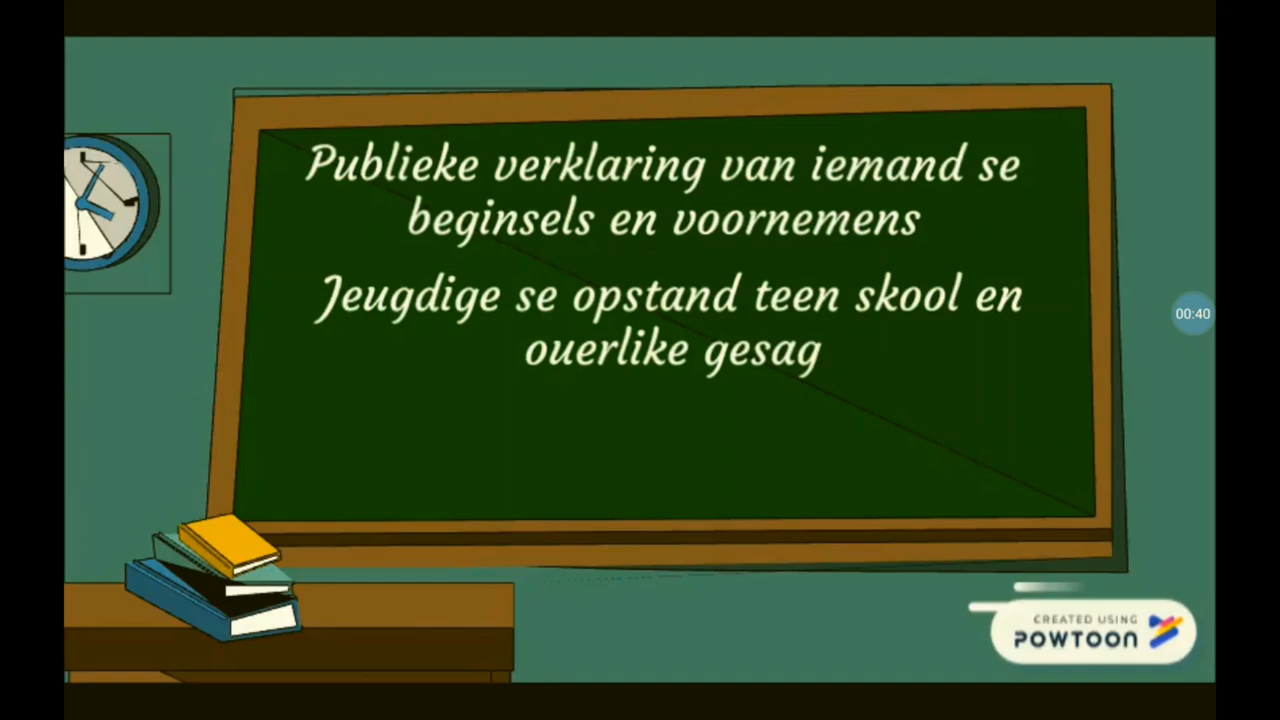 Publieke verklaring van iemand se
beginsels en voornemens
Jeugdige se opstand teen skool en
ouerlike gesag
00:40
CREATED USING
POWTOON